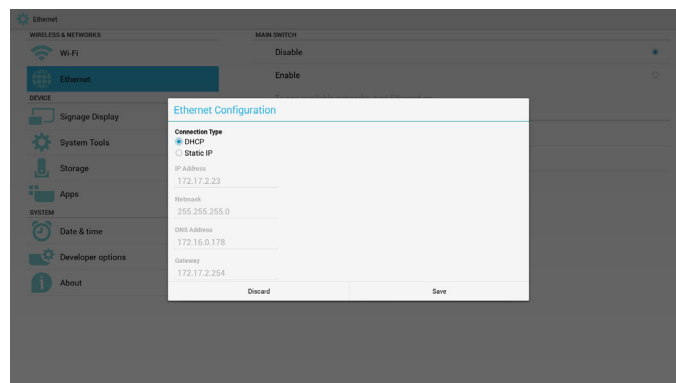 Ethernet
WIRELESS & NETWORKS
Wi-Fi
Ethernet
DEVICE
Signage Display
System Tools
Storage
Apps
SYSTEM
Date & time
Developer options
About
MAIN SWITCH
Disable
Enable
Ethernet Configuration
Connection Type
DHCP
Static IP
IP Address
172.17.2.23
Netmask
255.255.255.0
DNS Address
172.16.0.178
Gateway
172.17.2.254
Discard Save